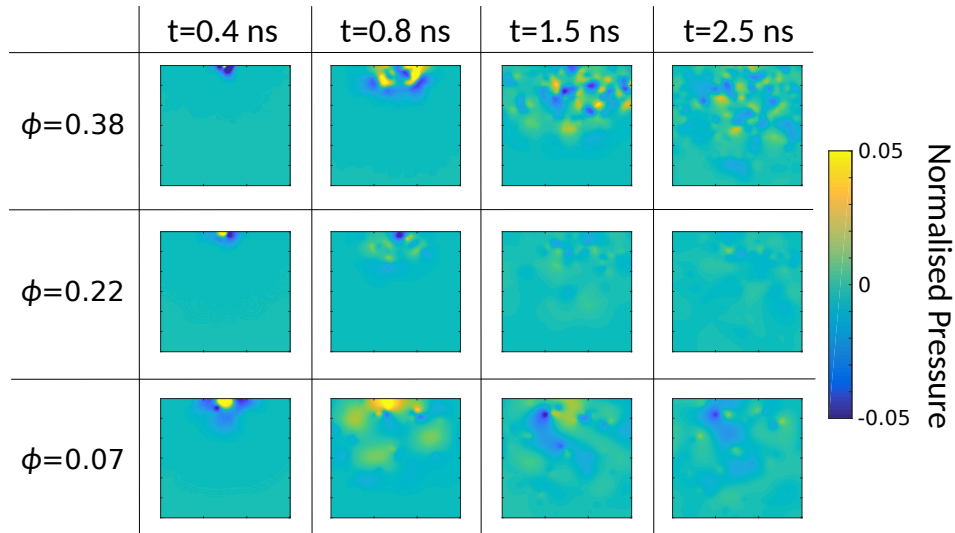 t=0.4 ns t=0.8 ns t=1.5 ns t=2.5 ns
ϕ=0.38
ϕ=0.22
ϕ=0.07
0.05
0
-0.05
Normalised Pressure